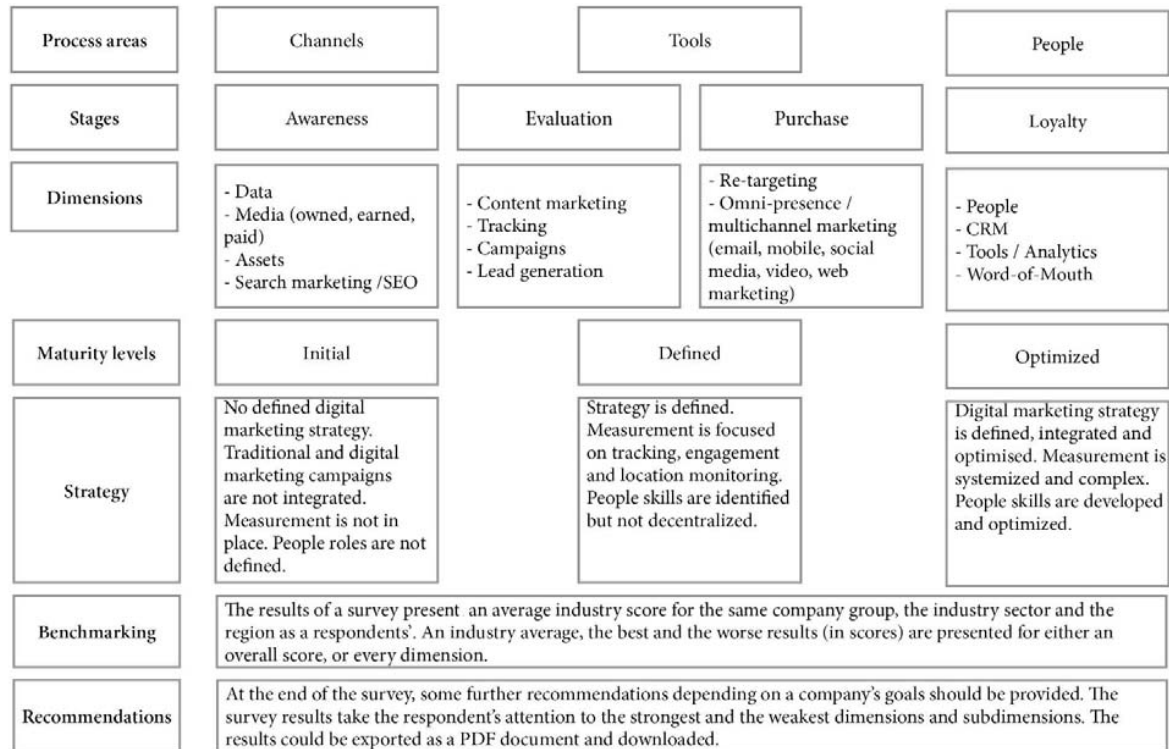 Process areas
Channels
Tools
People
Stages
Awareness
Evaluation
Purchase
Loyalty
Dimensions
- Data
- Media (owned, earned,
paid)
- Assets
- Search marketing /SEO
- Content marketing
- Tracking
- Campaigns
- Lead generation
- Re-targeting
- Omni-presence /
multichannel marketing
(email, mobile, social
media, video, web
marketing)
- People
- CRM
- Tools / Analytics
- Word-of-Mouth
Maturity levels
Initial
Defined
Optimized
Strategy
No defined digital
marketing strategy.
Traditional and digital
marketing campaigns
are not integrated.
Measurement is not in
place. People roles are not
defined.
Strategy is defined.
Measurement is focused
on tracking, engagement
and location monitoring.
People skills are identified
but not decentralized.
Digital marketing strategy
is defined, integrated and
optimised. Measurement is
systemized and complex.
People skills are developed
and optimized.
Benchmarking
The results of a survey present an average industry score for the same company group, the industry sector and the
region as a respondents'. An industry average, the best and the worse results (in scores) are presented for either an
overall score, or every dimension.
Recommendations
At the end of the survey, some further recommendations depending on a company's goals should be provided. The
survey results take the respondent's attention to the strongest and the weakest dimensions and subdimensions. The
results could be exported as a PDF document and downloaded.